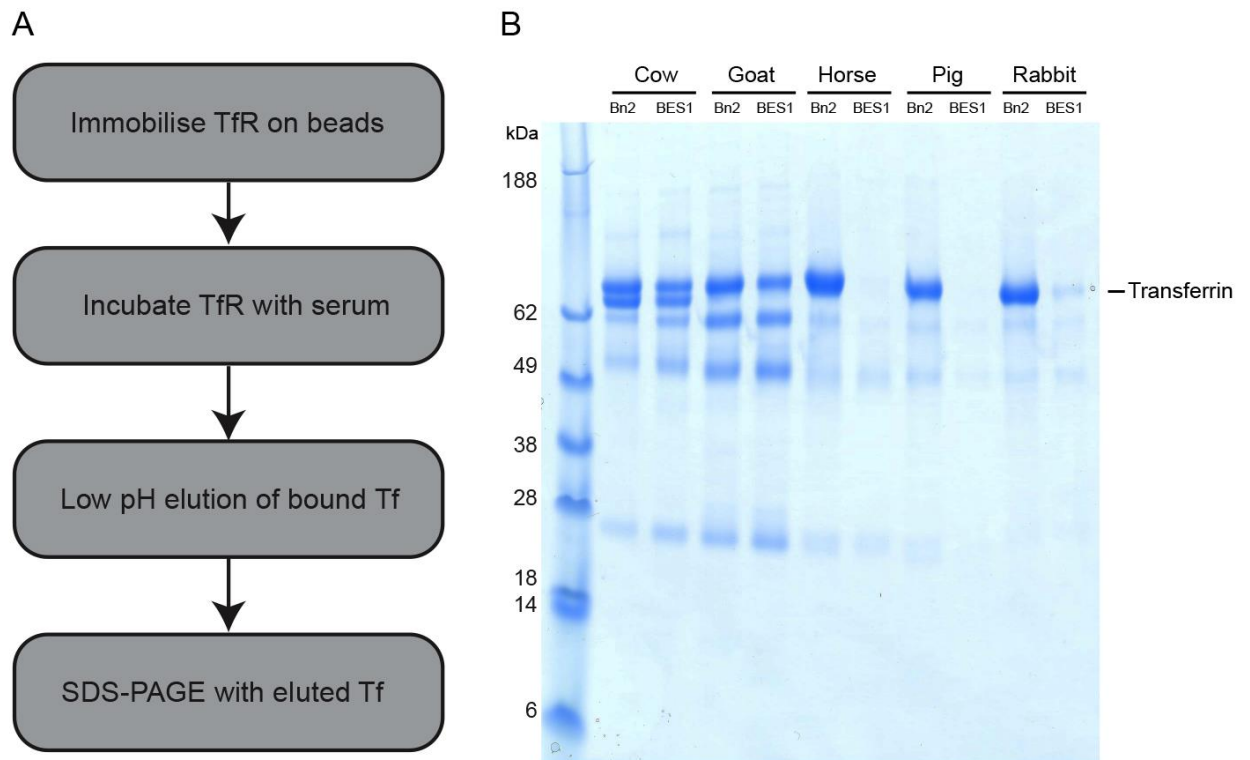 A
Immobilise TfR on beads
Incubate TfR with serum
Low pH elution of bound Tf
SDS-PAGE with eluted Tf
B
Cow Goat Horse Pig Rabbit
Bn2 BES1 Bn2 BES1 Bn2 BES1 Bn2 BES1 Bn2 BES1
kDa
188
Transferrin
62
49
38
28
18
14
6